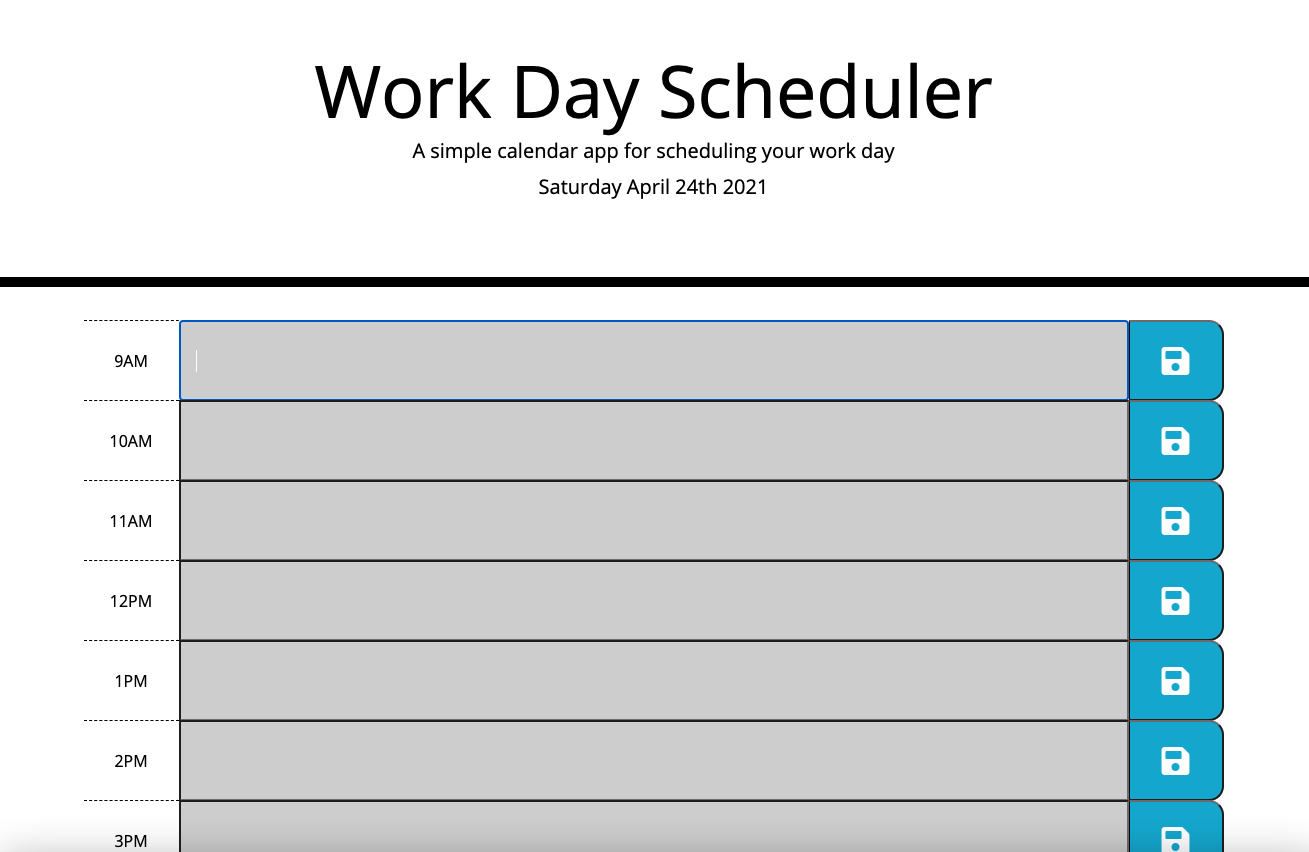 Work Day Scheduler
A simple calendar app for scheduling your work day
Saturday April 24th 2021
9AM
10AM
11AM
12PM
1PM
2PM
3PM